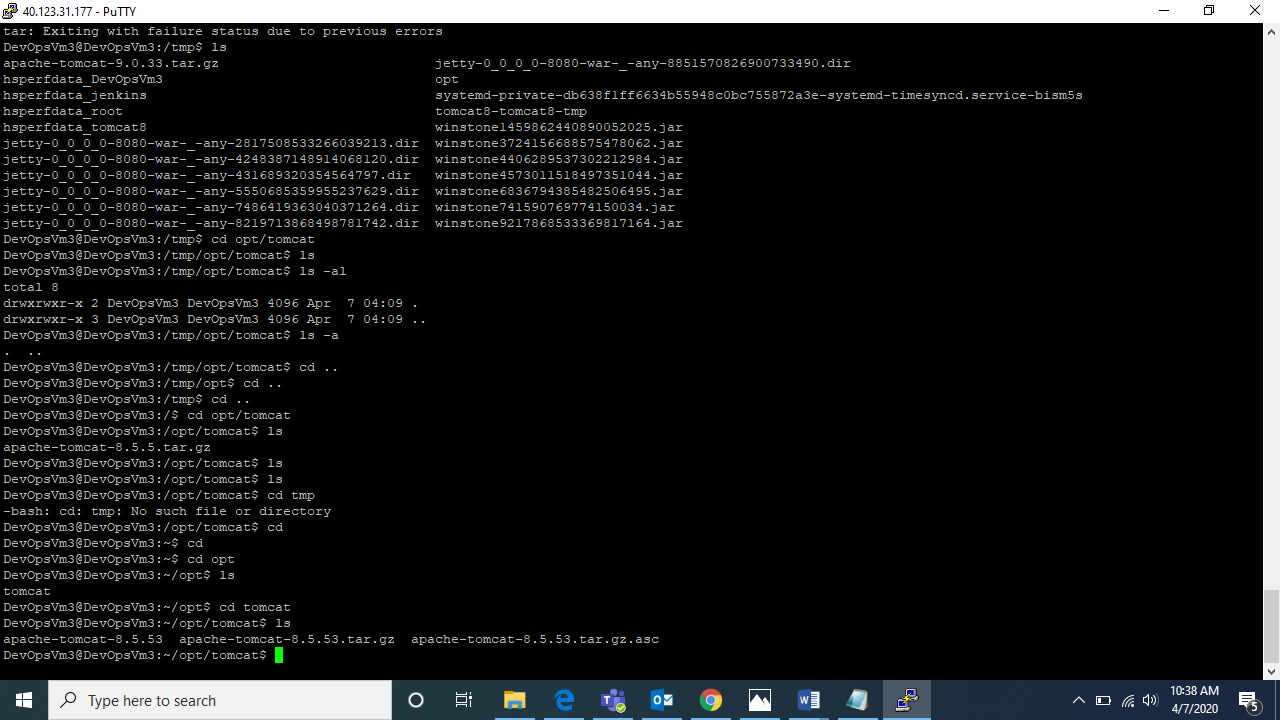 40.123.31.177 - PuTTY
tar: Exiting with failure status due to previous errors
DevOpsVm3@DevOpsVm3:/tmp$ ls
apache-tomcat-9.0.33.tar.gz jetty-0_0_0_0-8080-war-_-any-8851570826900733490.dir
hsperfdata_DevOpsVm3 opt
hsperfdata_jenkins systemd-private-db638f1ff6634b55948c0bc755872a3e-systemd-timesyncd.service-bism5s
hsperfdata_root tomcat8-tomcat8-tmp
hsperfdata_tomcat8 winstone1459862440890052025.jar
jetty-0_0_0_0-8080-war-_-any-2817508533266039213.dir winstone3724156688575478062.jar
jetty-0_0_0_0-8080-war-_-any-4248387148914068120.dir winstone4406289537302212984.jar
jetty-0_0_0_0-8080-war-_-any-431689320354564797.dir winstone4573011518497351044.jar
jetty-0_0_0_0-8080-war-_-any-5550685359955237629.dir winstone6836794385482506495.jar
jetty-0_0_0_0-8080-war-_-any-7486419363040371264.dir winstone741590769774150034.jar
jetty-0_0_0_0-8080-war-_-any-8219713868498781742.dir winstone9217868533369817164.jar
DevOpsVm3@DevOpsVm3:/tmp$ cd opt/tomcat
DevOpsVm3@DevOpsVm3:/tmp/opt/tomcat$ ls
DevOpsVm3@DevOpsVm3:/tmp/opt/tomcat$ ls -al
total 8
drwxrwxr-x 2 DevOpsVm3 DevOpsVm3 4096 Apr  7 04:09 .
drwxrwxr-x 3 DevOpsVm3 DevOpsVm3 4096 Apr  7 04:09 ..
DevOpsVm3@DevOpsVm3:/tmp/opt/tomcat$ ls -a
.  ..
DevOpsVm3@DevOpsVm3:/tmp/opt/tomcat$ cd ..
DevOpsVm3@DevOpsVm3:/tmp/opt$ cd ..
DevOpsVm3@DevOpsVm3:/tmp$ cd ..
DevOpsVm3@DevOpsVm3:/$ cd opt/tomcat
DevOpsVm3@DevOpsVm3:/opt/tomcat$ ls
apache-tomcat-8.5.5.tar.gz
DevOpsVm3@DevOpsVm3:/opt/tomcat$ ls
DevOpsVm3@DevOpsVm3:/opt/tomcat$ ls
DevOpsVm3@DevOpsVm3:/opt/tomcat$ cd tmp
-bash: cd: tmp: No such file or directory
DevOpsVm3@DevOpsVm3:/opt/tomcat$ cd
DevOpsVm3@DevOpsVm3:~$ cd
DevOpsVm3@DevOpsVm3:~$ cd opt
DevOpsVm3@DevOpsVm3:~/opt$ ls
tomcat
DevOpsVm3@DevOpsVm3:~/opt$ cd tomcat
DevOpsVm3@DevOpsVm3:~/opt/tomcat$ ls
apache-tomcat-8.5.53  apache-tomcat-8.5.53.tar.gz  apache-tomcat-8.5.53.tar.gz.asc
DevOpsVm3@DevOpsVm3:~/opt/tomcat$
Type here to search
10:38 AM
4/7/2020
5